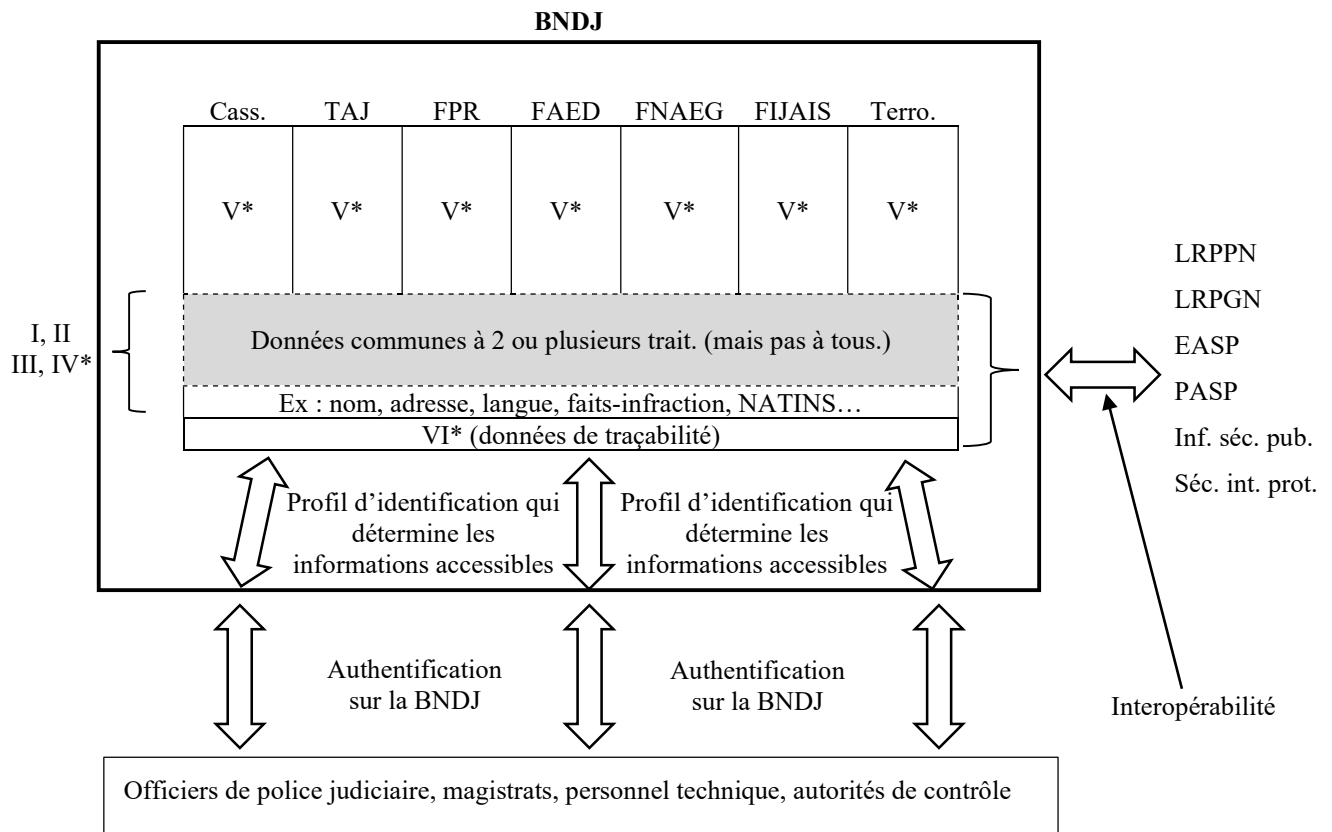 BNDJ
Cass. TAJ FPR FAED FNAEG FIJAIS Terro.
V* V* V* V* V* V* V*
I, II
III, IV*
Données communes à 2 ou plusieurs trait. (mais pas à tous.)
Ex : nom, adresse, langue, faits-infraction, NATINS…
VI* (données de traçabilité)
LRPPN
LRPGN
EASP
PASP
Inf. séc. pub.
Séc. int. prot.
Profil d’identification qui
détermine les
informations accessibles
Profil d’identification qui
détermine les
informations accessibles
Authentification
sur la BNDJ
Authentification
sur la BNDJ
Interopérabilité
Officiers de police judiciaire, magistrats, personnel technique, autorités de contrôle